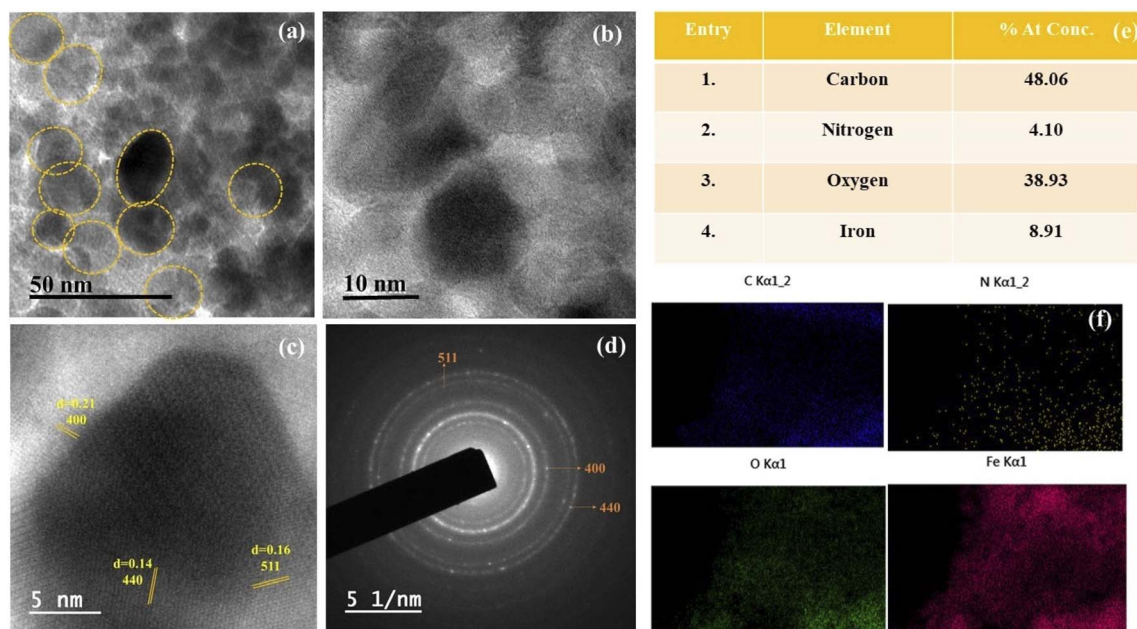 (a)
50 nm
(b)
10 nm
Entry Element % At Conc. (e)
1. Carbon 48.06
2. Nitrogen 4.10
3. Oxygen 38.93
4. Iron 8.91
(c)
d=0.21
400
d=0.14
440
d=0.16
511
5 nm
(d)
511
400
440
5 1/nm
C Kα1_2
N Kα1_2
(f)
O Kα1
Fe Kα1